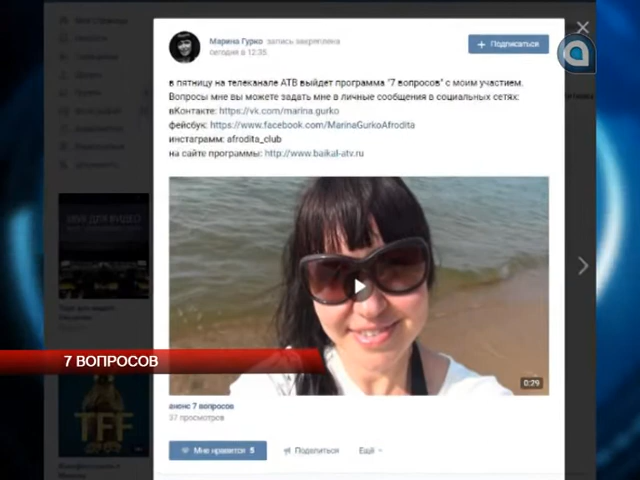 Марина Гурко запись закреплена
сегодня в 12:35
Подписаться
в пятницу на телеканале АТВ выйдет программа "7 вопросов" с моим участием.
Вопросы мне вы можете задать мне в личные сообщения в социальных сетях:
вКонтакте: https://vk.com/marina.gurko
фейсбук: https://www.facebook.com/MarinaGurkoAfrodita
инстаграмм: afrodita_club
на сайте программы: http://www.baikal-atv.ru
0:29
7 ВОПРОСОВ
анонс 7 вопросов
37 просмотров
TFF
Мне нравится 5
Поделиться
Ещё